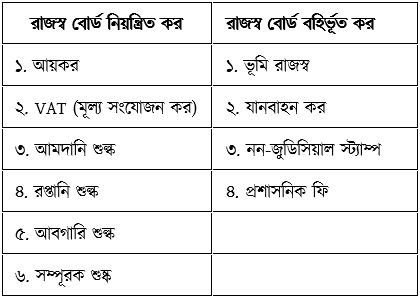 রাজস্ব বোর্ড নিয়ন্ত্রিত কর রাজস্ব বোর্ড বহির্ভূত কর
১. আয়কর ১. ভূমি রাজস্ব
২. VAT (মূল্য সংযোজন কর) ২. যানবাহন কর
৩. আমদানি শুল্ক ৩. নন-জুডিসিয়াল স্ট্যাম্প
৪. রপ্তানি শুল্ক ৪. প্রশাসনিক ফি
৫. আবগারি শুল্ক
৬. সম্পূরক শুষ্ক